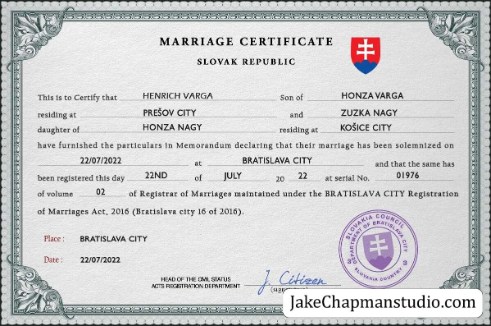 MARRIAGE CERTIFICATE
SLOVAK REPUBLIC
This is to Certify that HENRICH VARGA Son of HONZA VARGA
residing at PREŠOV CITY and ZUZKA NAGY
daughter of HONZA NAGY residing at KOŠICE CITY
have furnished the particulars in Memorandum declaring that their marriage has been solemnized on
22/07/2022 at BRATISLAVA CITY and that the same has
been registered this day 22ND of JULY 20 22 at serial No. 01976
of volume 02 of Registrar of Marriages maintained under the BRATISLAVA CITY Registration
of Marriages Act, 2016 (Bratislava city 16 of 2016).
Place : BRATISLAVA CITY
Date : 22/07/2022
SLOVAKIA COUNCIL
DEPARTMENT OF BRATISLAVA CITY
SLOVAKIA COUNTRY
HEAD OF THE CIVIL STATUS
ACTS REGISTRATION DEPARTMENT
J. Citizen
JakeChapmanstudio.com